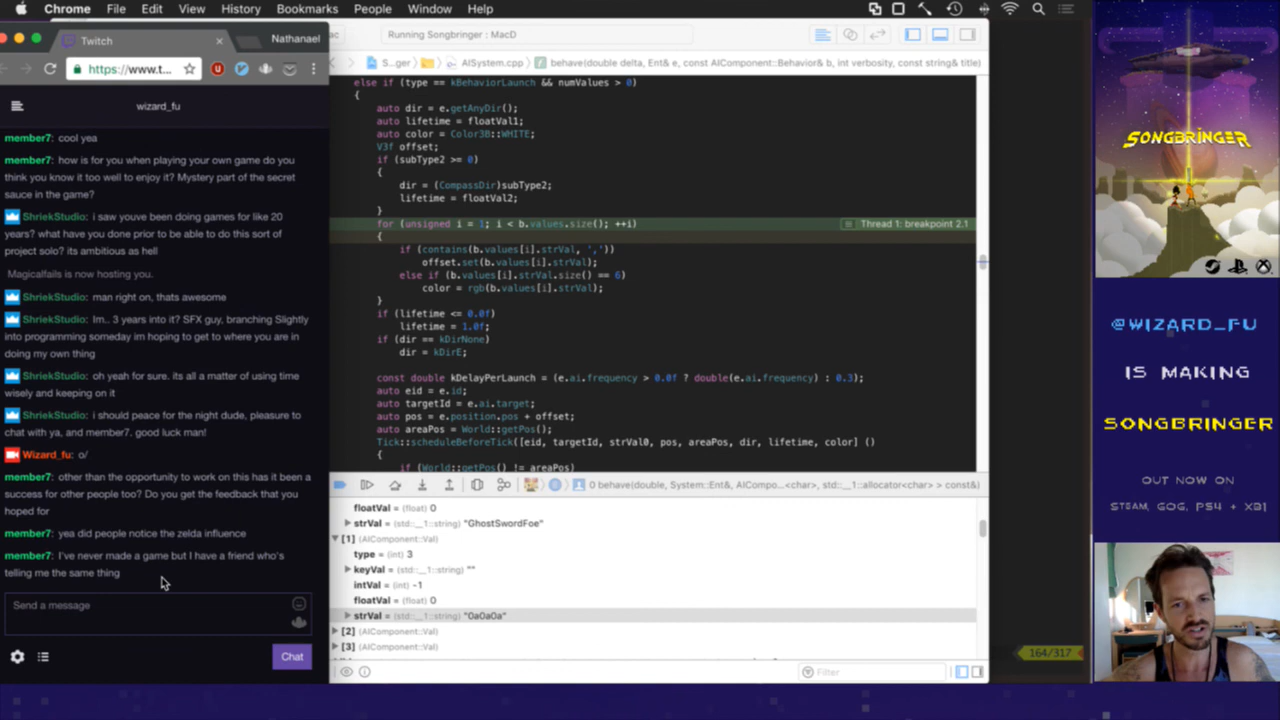 Chrome File Edit View History Bookmarks People Window Help
Twitch
Nathanael
https://www.t...
wizard_fu
member7: cool yea
member7: how is for you when playing your own game do you
think you know it too well to enjoy it? Mystery part of the secret
sauce in the game?
ShriekStudio: i saw youve been doing games for like 20
years? what have you done prior to be able to do this sort of
project solo? its ambitious as hell
Magicalfails is now hosting you.
ShriekStudio: man right on, thats awesome
ShriekStudio: Im.. 3 years into it? SFX guy, branching Slightly
into programming someday im hoping to get to where you are in
doing my own thing
ShriekStudio: oh yeah for sure. its all a matter of using time
wisely and keeping on it
ShriekStudio: i should peace for the night dude, pleasure to
chat with ya, and member7. good luck man!
Wizard_fu: o/
member7: other than the opportunity to work on this has it been a
success for other people too? Do you get the feedback that you
hoped for
member7: yea did people notice the zelda influence
member7: I've never made a game but I have a friend who's
telling me the same thing
Send a message
Chat
Running Songbringer : MacD
S...ger AISystem.cpp behave(double delta, Ent& e, const AIComponent::Behavior& b, int verbosity, const string& title)
else if (type == kBehaviorLaunch && numValues > 0)
{
auto dir = e.getAnyDir();
auto lifetime = floatVal1;
auto color = Color3B::WHITE;
V3f offset;
if (subType2 >= 0)
{
dir = (CompassDir)subType2;
lifetime = floatVal2;
}
for (unsigned i = 1; i < b.values.size(); ++i) Thread 1: breakpoint 2.1
{
if (contains(b.values[i].strVal, ','))
offset.set(b.values[i].strVal);
else if (b.values[i].strVal.size() == 6)
color = rgb(b.values[i].strVal);
}
if (lifetime <= 0.0f)
lifetime = 1.0f;
if (dir == kDirNone)
dir = kDirE;
const double kDelayPerLaunch = (e.ai.frequency > 0.0f ? double(e.ai.frequency) : 0.3);
auto eid = e.id;
auto targetId = e.ai.target;
auto pos = e.position.pos + offset;
auto areaPos = World::getPos();
Tick::scheduleBeforeTick([eid, targetId, strVal0, pos, areaPos, dir, lifetime, color] ()
{
if (World::getPos() != areaPos)
0 behave(double, System::Ent&, AICompo...<char>, std::__1::allocator<char> > const&)
floatVal = (float) 0
strVal = (std::__1::string) "GhostSwordFoe"
[1] (AIComponent::Val)
type = (int) 3
keyVal = (std::__1::string) ""
intVal = (int) -1
floatVal = (float) 0
strVal = (std::__1::string) "0a0a0a"
[2] (AIComponent::Val)
[3] (AIComponent::Val)
Filter
164/317
SONGBRINGER
@WIZARD_FU
IS MAKING
SONGBRINGER
OUT NOW ON
STEAM, GOG, PS4 + XB1